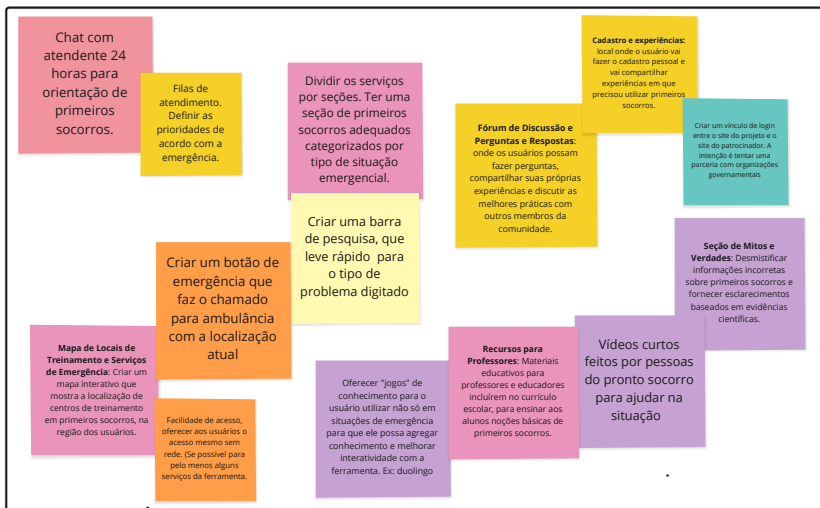 Chat com
atendente 24
horas para
orientação de
primeiros
socorros.
Filas de
atendimento.
Definir as
prioridades de
acordo com a
emergência.
Dividir os serviços
por seções. Ter uma
seção de primeiros
socorros adequados
categorizados por
tipo de situação
emergencial.
Cadastro e experiências:
local onde o usuário vai
fazer o cadastro pessoal e
vai compartilhar
experiências em que
precisou utilizar primeiros
socorros.
Fórum de Discussão e
Perguntas e Respostas:
onde os usuários possam
fazer perguntas,
compartilhar suas próprias
experiências e discutir as
melhores práticas com
outros membros da
comunidade.
Criar um vínculo de login
entre o site do projeto e o
site do patrocinador. A
intenção é tentar uma
parceria com organizações
governamentais
Criar uma barra
de pesquisa, que
leve rápido para
o tipo de
problema digitado
Criar um botão de
emergência que
faz o chamado
para ambulância
com a localização
atual
Seção de Mitos e
Verdades: Desmistificar
informações incorretas
sobre primeiros socorros e
fornecer esclarecimentos
baseados em evidências
científicas.
Mapa de Locais de
Treinamento e Serviços
de Emergência: Criar um
mapa interativo que
mostra a localização de
centros de treinamento
em primeiros socorros, na
região dos usuários.
Facilidade de acesso,
oferecer aos usuários o
acesso mesmo sem
rede. (Se possível para
pelo menos alguns
serviços da ferramenta.
Oferecer "jogos" de
conhecimento para o
usuário utilizar não só em
situações de emergência
para que ele possa agregar
conhecimento e melhorar
interatividade com a
ferramenta. Ex: duolingo
Recursos para
Professores: Materiais
educativos para
professores e educadores
incluírem no currículo
escolar, para ensinar aos
alunos noções básicas de
primeiros socorros.
Vídeos curtos
feitos por pessoas
do pronto socorro
para ajudar na
situação